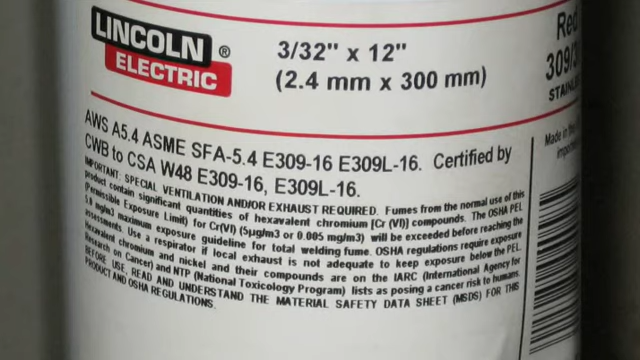 LINCOLN ®
ELECTRIC
3/32" x 12"
(2.4 mm x 300 mm)
Red
309/
STAINL
AWS A5.4 ASME SFA-5.4 E309-16 E309L-16. Certified by
CWB to CSA W48 E309-16, E309L-16.
IMPORTANT: SPECIAL VENTILATION AND/OR EXHAUST REQUIRED. Fumes from the normal use of this
product contain significant quantities of hexavalent chromium [Cr (VI)] compounds. The OSHA PEL
(Permissible Exposure Limit) for Cr(VI) (5µg/m3 or 0.005 mg/m3) will be exceeded before reaching the
5.0 mg/m3 maximum exposure guideline for total welding fume. OSHA regulations require exposure
assessments. Use a respirator if local exhaust is not adequate to keep exposure below the PEL.
Hexavalent chromium and nickel and their compounds are on the IARC (International Agency for
Research on Cancer) and NTP (National Toxicology Program) lists as posing a cancer risk to humans.
BEFORE USE, READ AND UNDERSTAND THE MATERIAL SAFETY DATA SHEET (MSDS) FOR THIS
PRODUCT AND OSHA REGULATIONS.
Made in the